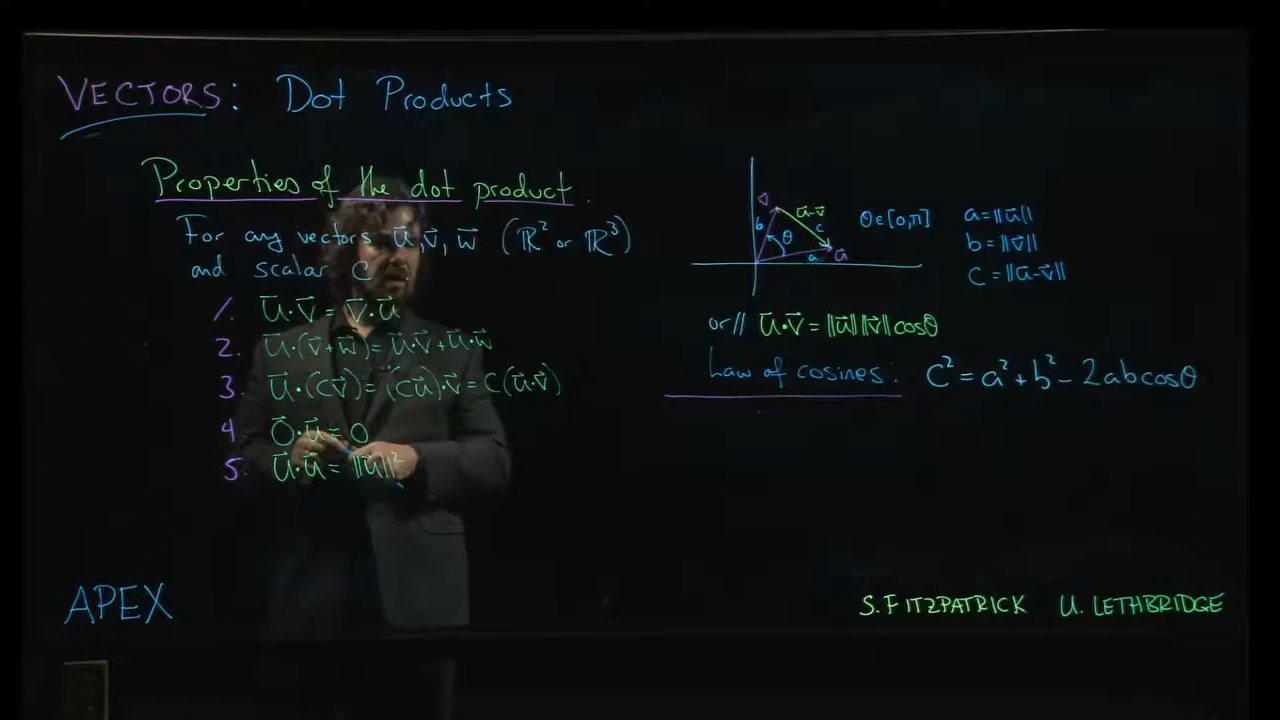 VECTORS: Dot Products
Properties of the dot product.
For any vectors u⃗, v⃗, w⃗ (ℝ² or ℝ³)
and scalar c
1. u⃗·v⃗ = v⃗·u⃗
2. u⃗·(v⃗+w⃗) = u⃗·v⃗ + u⃗·w⃗
3. u⃗·(cv⃗) = (cu⃗)·v⃗ = c(u⃗·v⃗)
4. 0⃗·u⃗ = 0
5. u⃗·u⃗ = ||u⃗||²
u⃗-v⃗
b
c
θ
a
u⃗
θ∈[0,π]
a = ||u⃗||
b = ||v⃗||
c = ||u⃗-v⃗||
or// u⃗·v⃗ = ||u⃗|| ||v⃗|| cosθ
Law of cosines: c² = a² + b² - 2ab cosθ
APEX
S. FITZPATRICK U. LETHBRIDGE